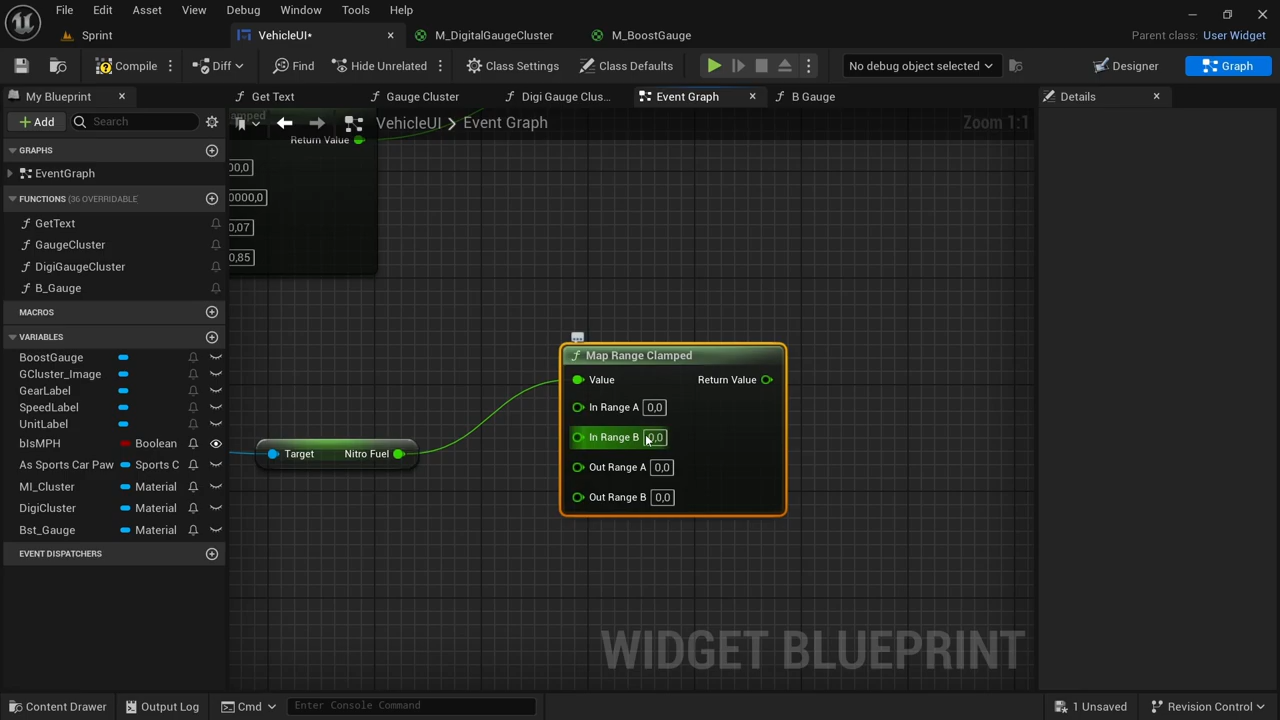 File Edit Asset View Debug Window Tools Help
Sprint VehicleUI* M_DigitalGaugeCluster M_BoostGauge Parent class: User Widget
Compile Diff Find Hide Unrelated Class Settings Class Defaults No debug object selected Designer Graph
My Blueprint Get Text Gauge Cluster Digi Gauge Clus... Event Graph B Gauge Details
Add Search VehicleUI > Event Graph Zoom 1:1
Return Value
GRAPHS
00,0
EventGraph
0000,0
FUNCTIONS (36 OVERRIDABLE
GetText
0,07
GaugeCluster
0,85
DigiGaugeCluster
B_Gauge
MACROS
VARIABLES
BoostGauge
Map Range Clamped
GCluster_Image
Value Return Value
GearLabel
SpeedLabel
In Range A 0,0
UnitLabel
In Range B 0,0
bIsMPH Boolean
Target Nitro Fuel
As Sports Car Paw Sports C
Out Range A 0,0
MI_Cluster Material
Out Range B 0,0
DigiCluster Material
Bst_Gauge Material
EVENT DISPATCHERS
WIDGET BLUEPRINT
Content Drawer Output Log Cmd Enter Console Command 1 Unsaved Revision Control